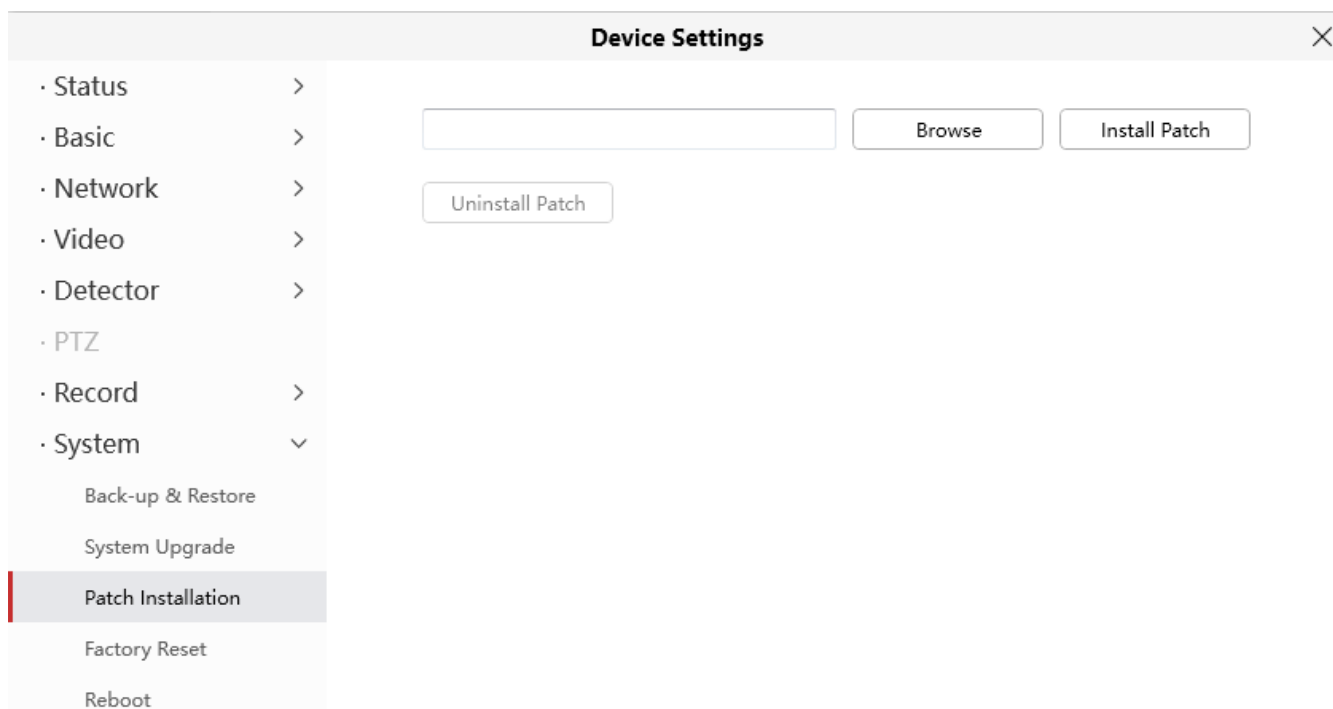 Device Settings
· Status
· Basic
· Network
· Video
· Detector
· PTZ
· Record
· System
Back-up & Restore
System Upgrade
Patch Installation
Factory Reset
Reboot
Browse
Install Patch
Uninstall Patch